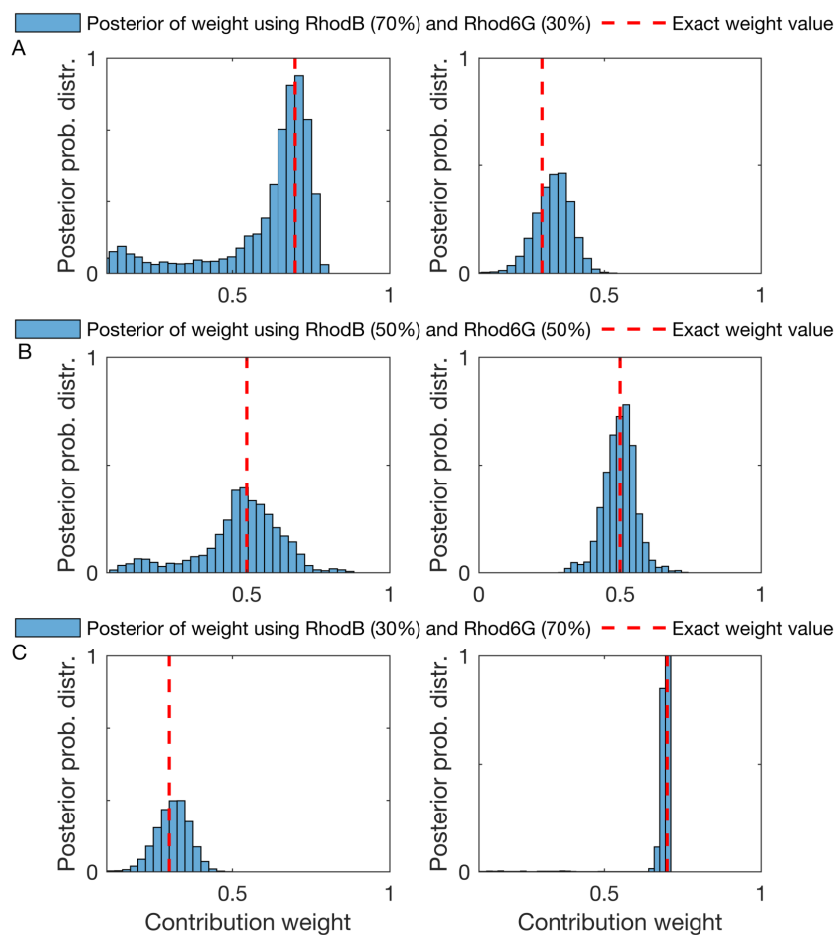 Posterior of weight using RhodB (70%) and Rhod6G (30%) Exact weight value
A
Posterior prob. distr.
1
0
0.5
1
Posterior prob. distr.
1
0
0.5
1
Posterior of weight using RhodB (50%) and Rhod6G (50%) Exact weight value
B
Posterior prob. distr.
1
0
0.5
1
Posterior prob. distr.
1
0
0
0.5
1
Posterior of weight using RhodB (30%) and Rhod6G (70%) Exact weight value
C
Posterior prob. distr.
1
0
0.5
1
Contribution weight
Posterior prob. distr.
1
0
0.5
1
Contribution weight